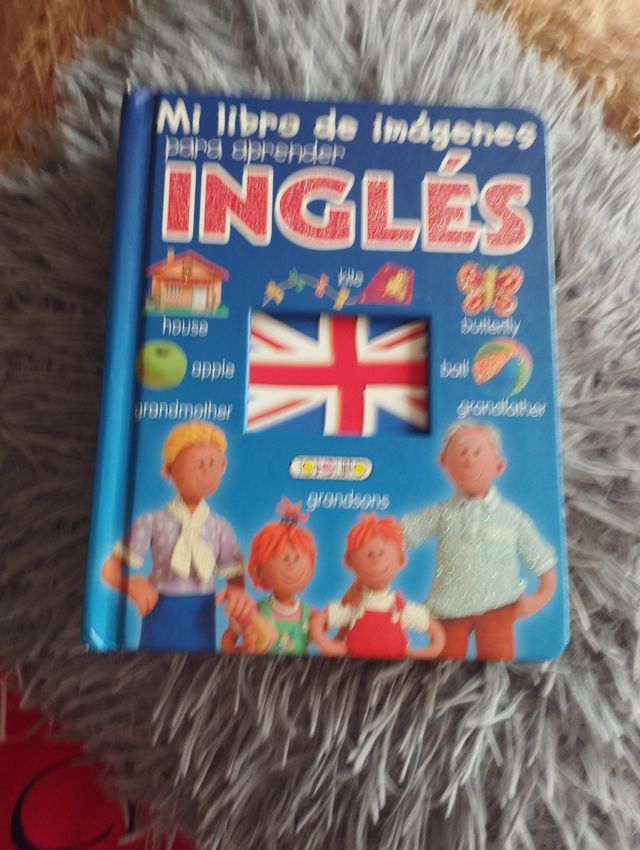 Mi libro de imágenes
para aprender
INGLÉS
kite
house
butterfly
apple
ball
grandmother
grandfather
grandsons